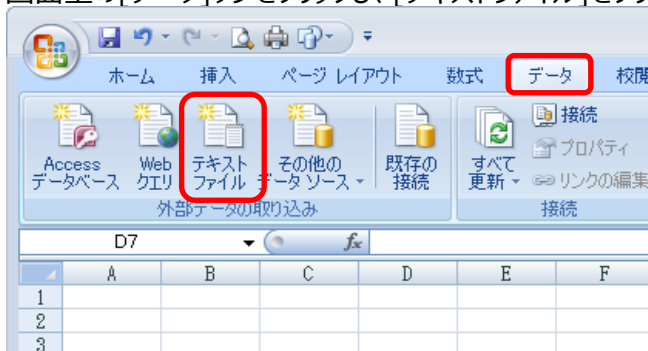 ホーム 挿入 ページ レイアウト 数式 データ 校閲
Access データベース Web クエリ テキスト ファイル その他の データ ソース 既存の 接続 すべて 更新 接続 プロパティ リンクの編集
外部データの取り込み 接続
D7 fx
A B C D E F
1
2
3